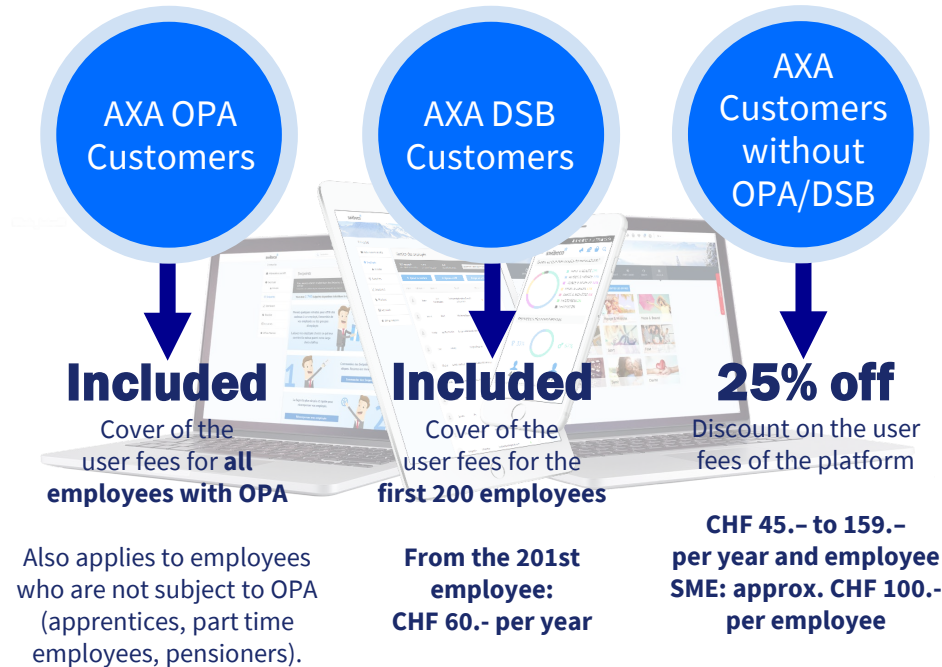 AXA OPA
Customers
Included
Cover of the
user fees for all
employees with OPA
Also applies to employees
who are not subject to OPA
(apprentices, part time
employees, pensioners).
AXA DSB
Customers
Included
Cover of the
user fees for the
first 200 employees
From the 201st
employee:
CHF 60.- per year
AXA
Customers
without
OPA/DSB
25% off
Discount on the user
fees of the platform
CHF 45.– to 159.–
per year and employee
SME: approx. CHF 100.-
per employee